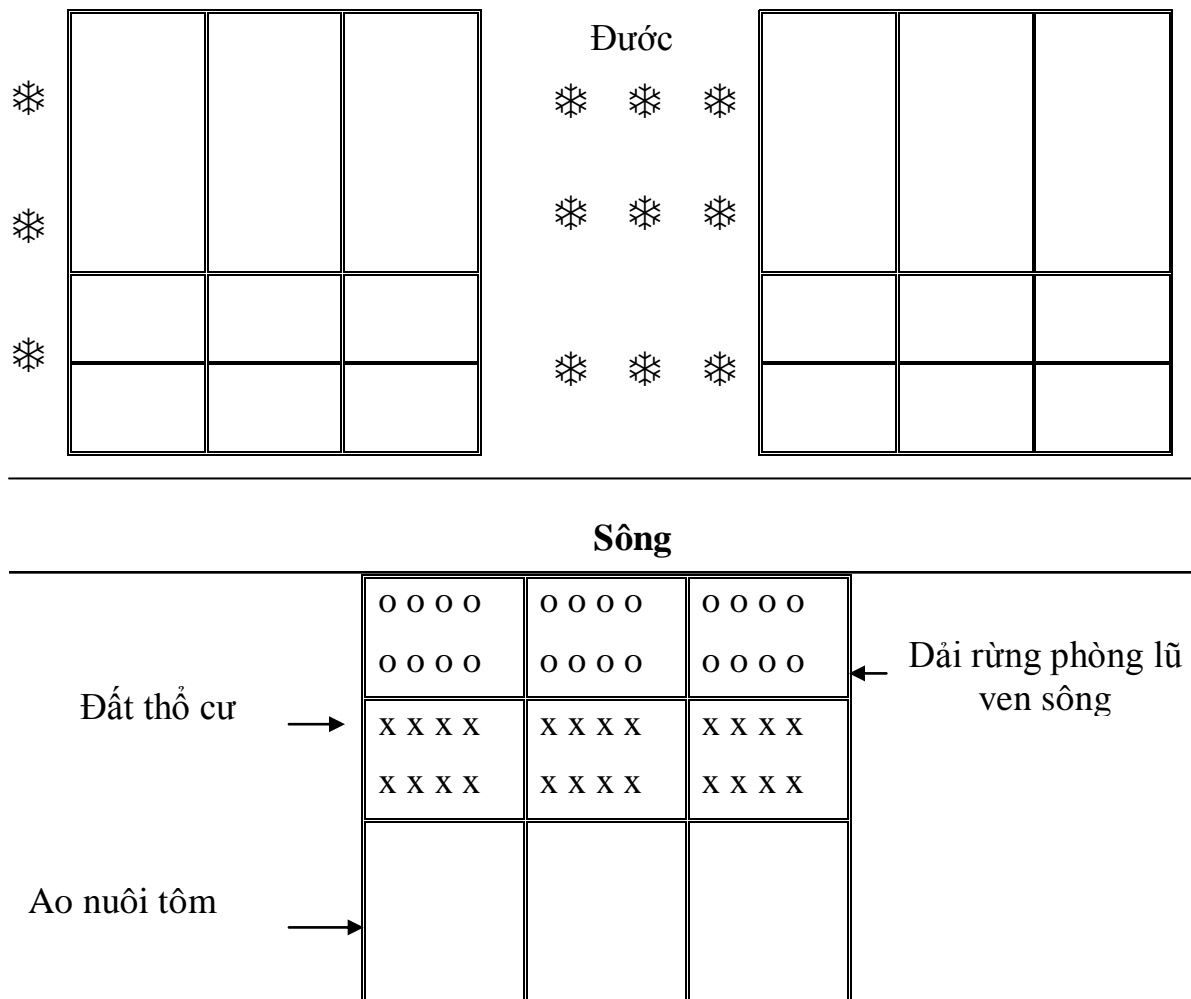 Đước
Sông
o o o o o o o o o o o o
o o o o o o o o o o o o
Dải rừng phòng lũ
ven sông
Đất thổ cư
x x x x x x x x x x x x
x x x x x x x x x x x x
Ao nuôi tôm